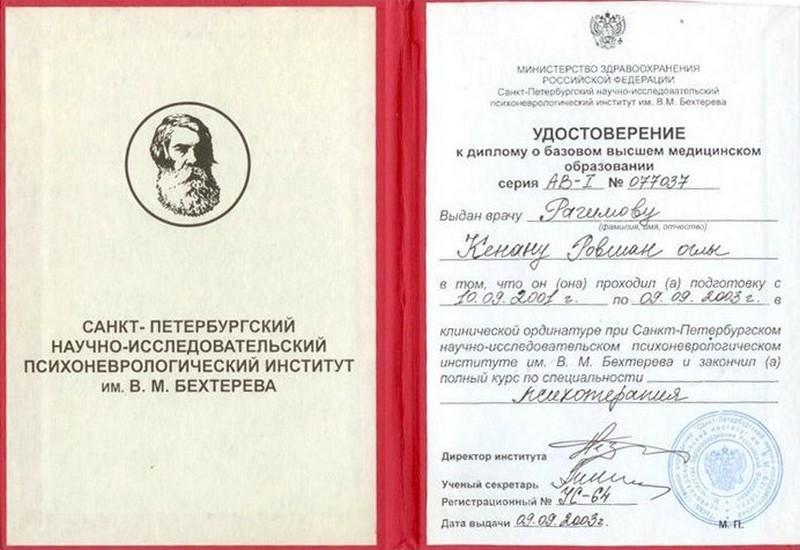 САНКТ- ПЕТЕРБУРГСКИЙ
НАУЧНО-ИССЛЕДОВАТЕЛЬСКИЙ
ПСИХОНЕВРОЛОГИЧЕСКИЙ ИНСТИТУТ
ИМ. В. М. БЕХТЕРЕВА
МИНИСТЕРСТВО ЗДРАВООХРАНЕНИЯ
РОССИЙСКОЙ ФЕДЕРАЦИИ
Санкт-Петербургский научно-исследовательский
психоневрологический институт им. В.М. Бехтерева
УДОСТОВЕРЕНИЕ
к диплому о базовом высшем медицинском
образовании
серия АВ-I № 077037
Выдан врачу Рагимову
(фамилия, имя, отчество)
Кенану Ровшан оглы
в том, что он (она) проходил (а) подготовку с
10.09.2001 г. по 09.09.2003 г. в
клинической ординатуре при Санкт-Петербургском
научно-исследовательском психоневрологическом
институте им. В. М. Бехтерева и закончил (а)
полный курс по специальности
психотерапия
Директор института
Ученый секретарь
Регистрационный № УС-64
Дата выдачи 09.09.2003г.
М. П.